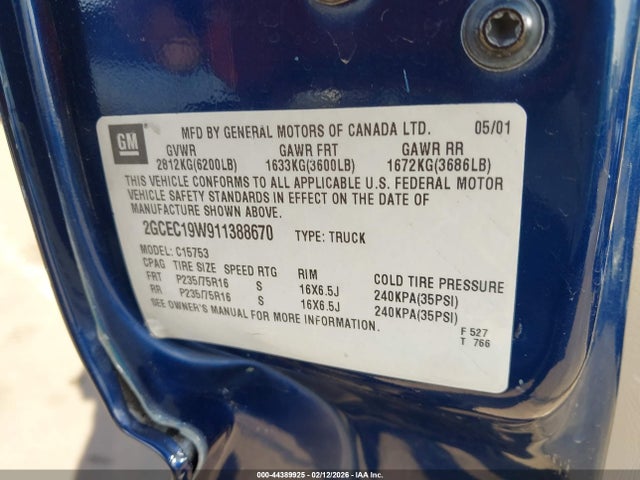 GM
MFD BY GENERAL MOTORS OF CANADA LTD. 05/01
GVWR GAWR FRT GAWR RR
2812KG(6200LB) 1633KG(3600LB) 1672KG(3686LB)
THIS VEHICLE CONFORMS TO ALL APPLICABLE U.S. FEDERAL MOTOR
VEHICLE SAFETY STANDARDS IN EFFECT ON THE DATE OF
MANUFACTURE SHOWN ABOVE.
2GCEC19W911388670 TYPE: TRUCK
MODEL: C15753
CPAG TIRE SIZE SPEED RTG RIM COLD TIRE PRESSURE
FRT P235/75R16 S 16X6.5J 240KPA(35PSI)
RR P235/75R16 S 16X6.5J 240KPA(35PSI)
SEE OWNER'S MANUAL FOR MORE INFORMATION.
F 527
T 766
000-44389925 - 02/12/2026 - IAA Inc.